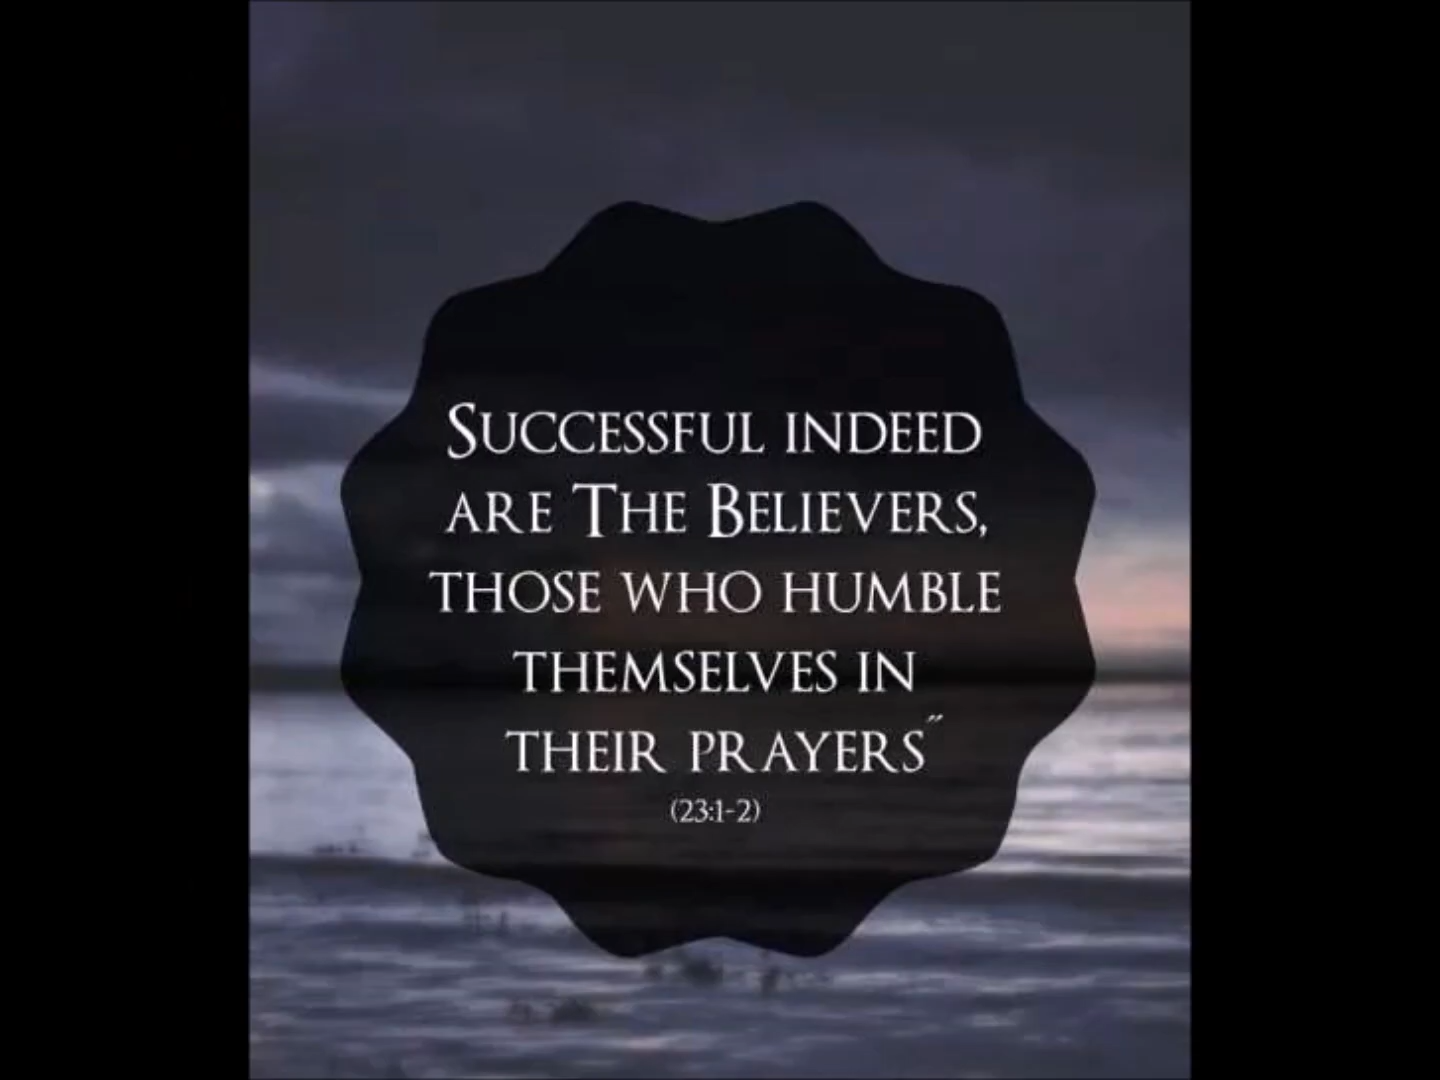 Successful indeed
are The Believers,
those who humble
themselves in
their prayers"
(23:1-2)